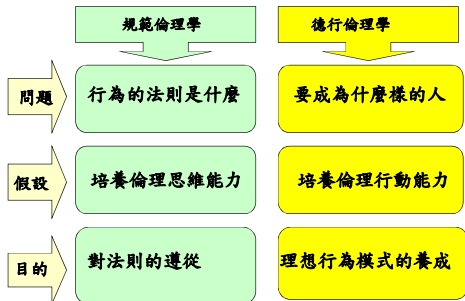 規範倫理學
德行倫理學
問題
行為的法則是什麼
要成為什麼樣的人
假設
培養倫理思維能力
培養倫理行動能力
目的
對法則的遵從
理想行為模式的養成